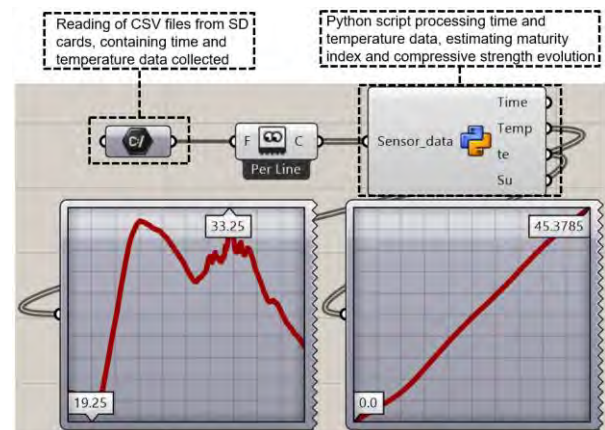 Reading of CSV files from SD
cards, containing time and
temperature data collected
Python script processing time and
temperature data, estimating maturity
index and compressive strength evolution
C:/
F C
Per Line
Sensor_data
Time
Temp
te
Su
33.25
19.25
45.3785
0.0